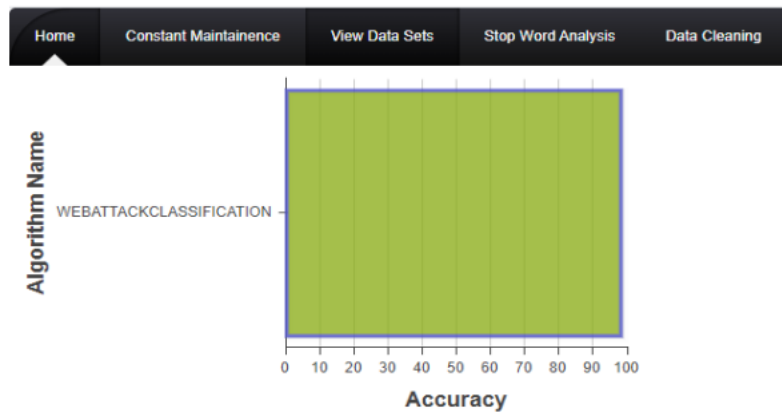 Home Constant Maintainence View Data Sets Stop Word Analysis Data Cleaning
Algorithm Name
WEBATTACKCLASSIFICATION
0 10 20 30 40 50 60 70 80 90 100
Accuracy